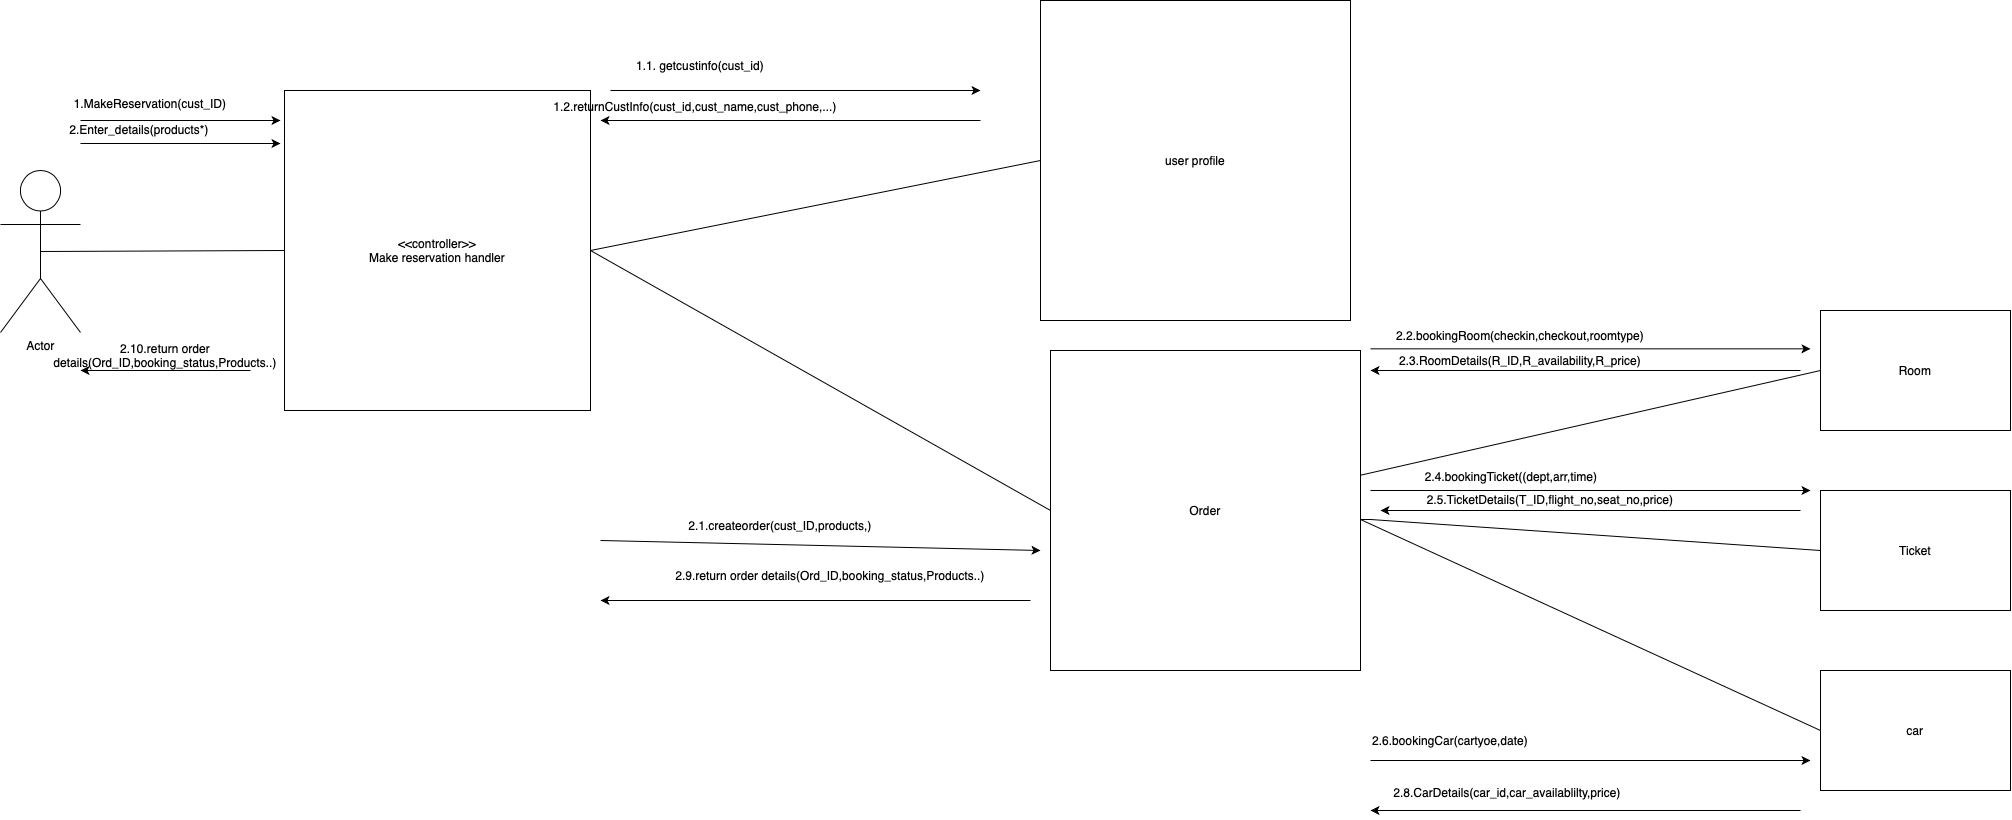 1.1. getcustinfo(cust_id)
1.MakeReservation(cust_ID)
1.2.returnCustInfo(cust_id,cust_name,cust_phone,...)
2.Enter_details(products*)
user profile
<<controller>>
Make reservation handler
Actor
2.10.return order
details(Ord_ID,booking_status,Products..)
2.2.bookingRoom(checkin,checkout,roomtype)
2.3.RoomDetails(R_ID,R_availability,R_price)
Room
2.4.bookingTicket((dept,arr,time)
2.5.TicketDetails(T_ID,flight_no,seat_no,price)
Order
2.1.createorder(cust_ID,products,)
Ticket
2.9.return order details(Ord_ID,booking_status,Products..)
car
2.6.bookingCar(cartyoe,date)
2.8.CarDetails(car_id,car_availablilty,price)